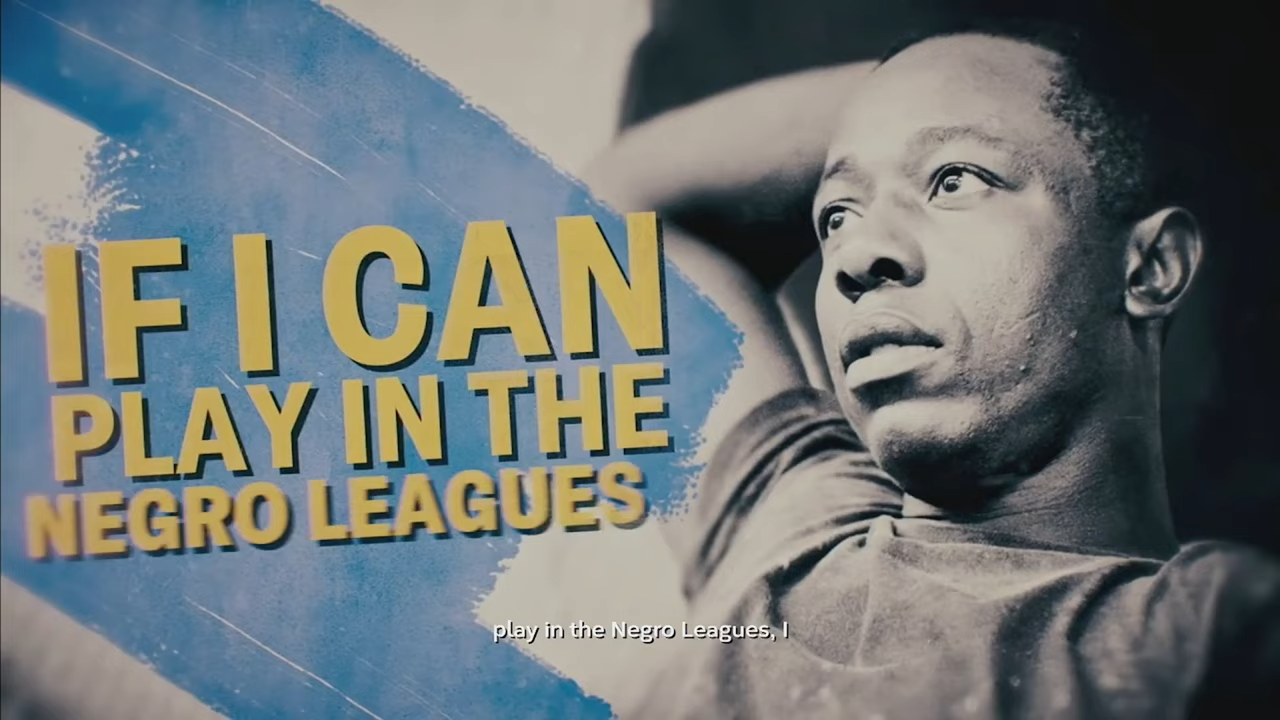 IF I CAN
PLAY IN THE
NEGRO LEAGUES
play in the Negro Leagues, I